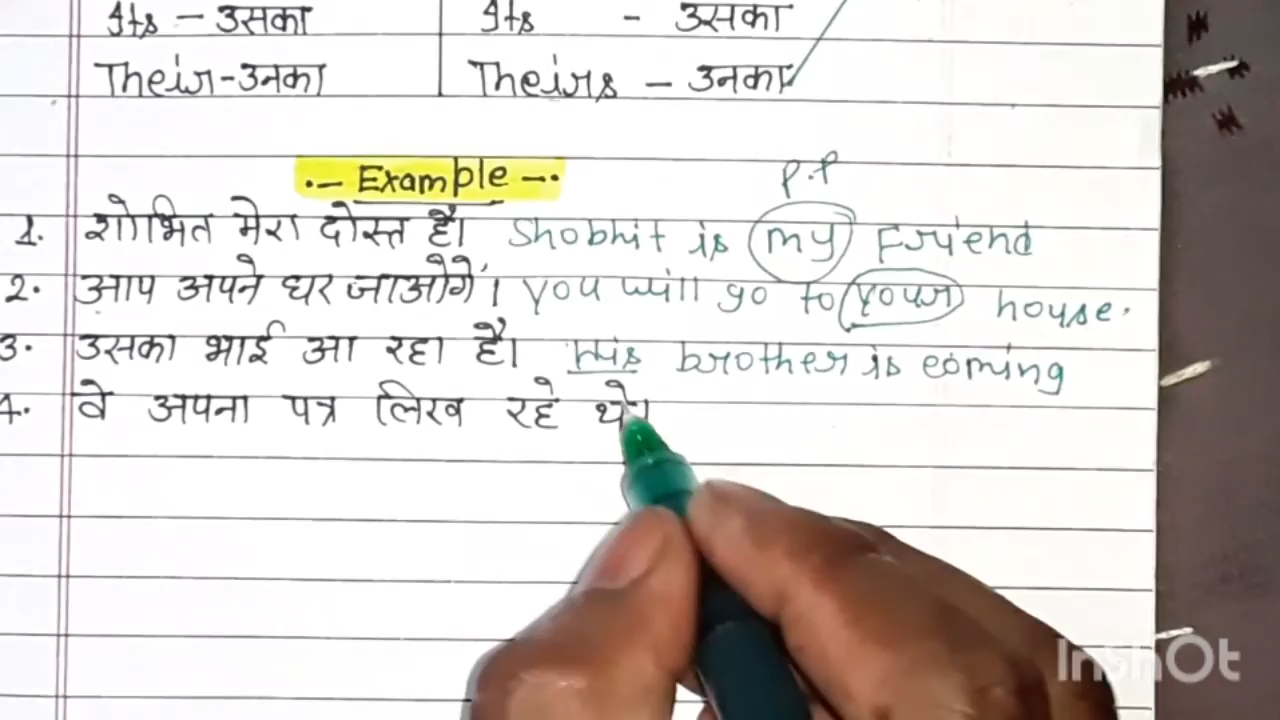 Its - उसका Its - उसका
Their - उनका Theirs - उनका
.- Example -.
P.P
1. शोभित मेरा दोस्त है। Shobhit is my Friend
2. आप अपने घर जाओगे। You will go to your house.
3. उसका भाई आ रहा है। His brother is coming
4. वे अपना पत्र लिख रहे थे।
InshOt